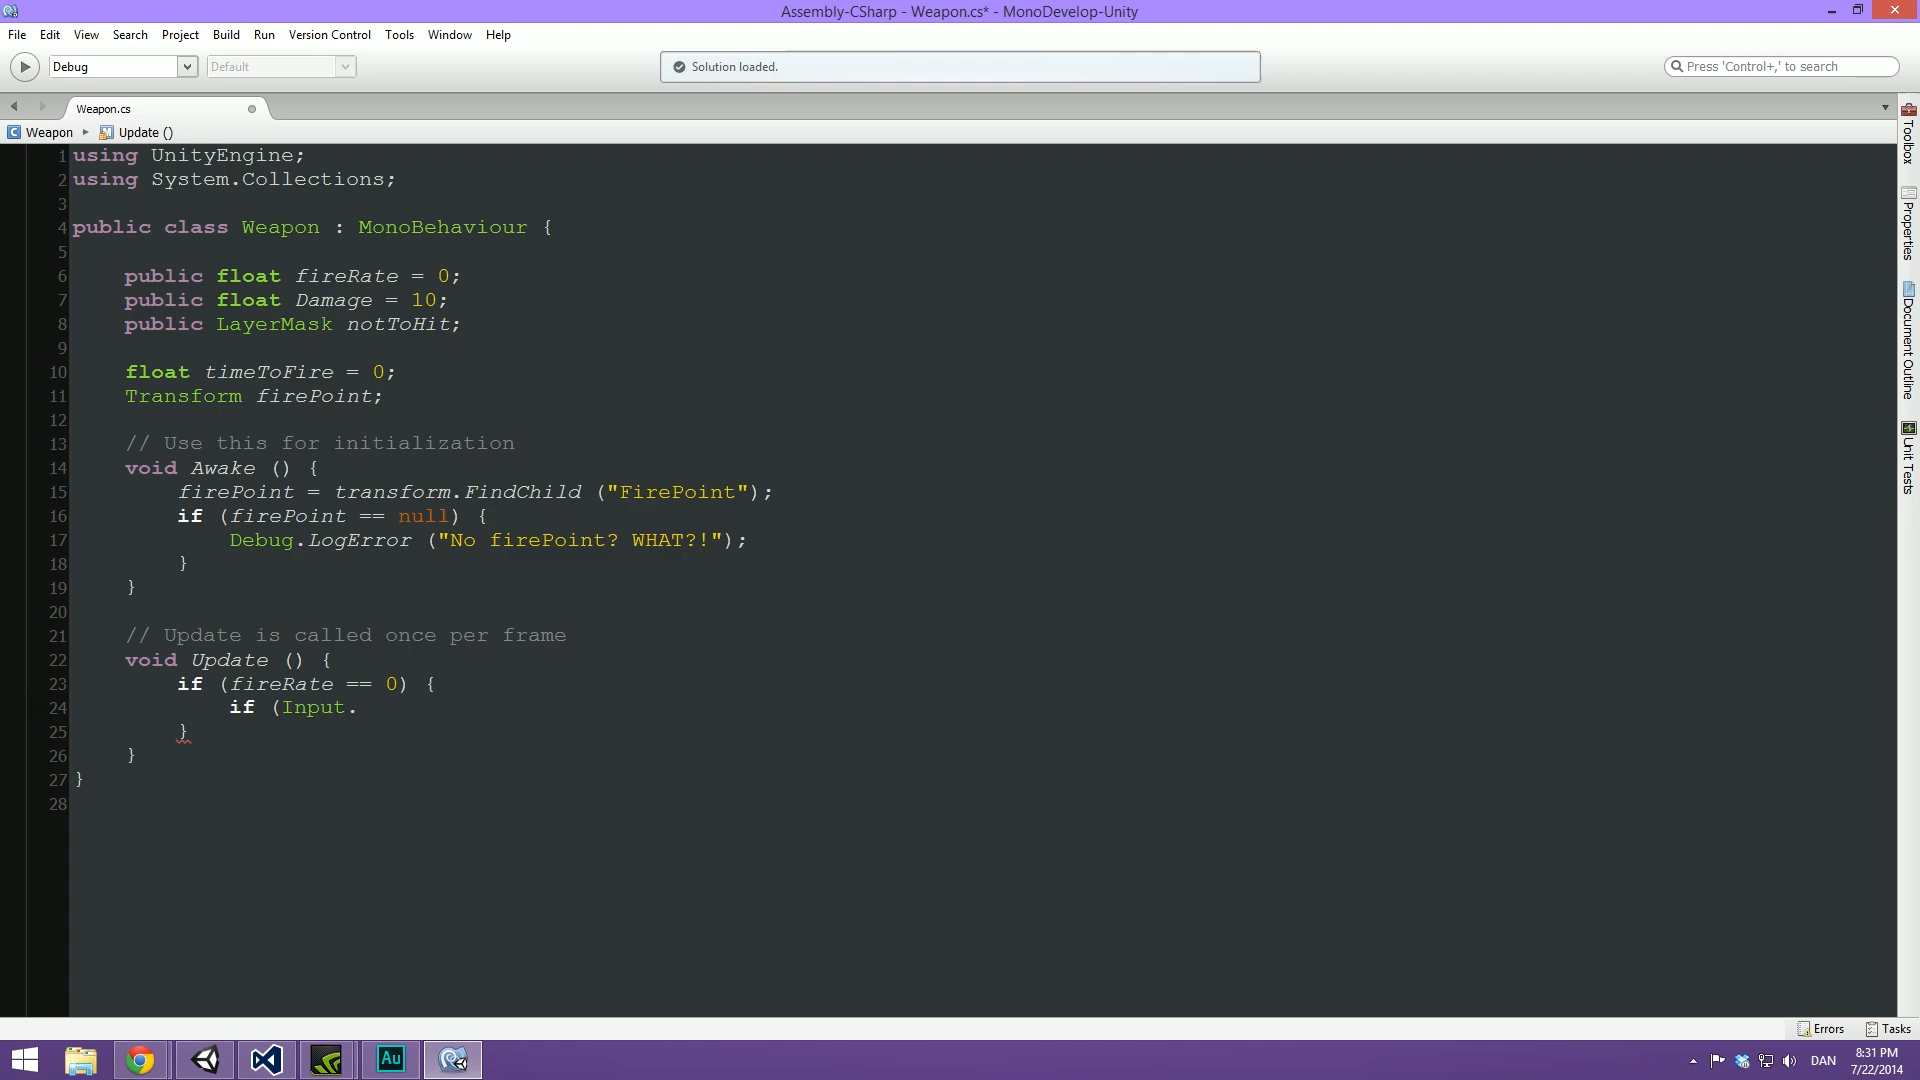 Assembly-CSharp - Weapon.cs* - MonoDevelop-Unity
File Edit View Search Project Build Run Version Control Tools Window Help
Debug Default Solution loaded. Press 'Control+,' to search
Weapon.cs
Weapon Update ()
1 using UnityEngine;
2 using System.Collections;
3
4 public class Weapon : MonoBehaviour {
5
6 public float fireRate = 0;
7 public float Damage = 10;
8 public LayerMask notToHit;
9
10 float timeToFire = 0;
11 Transform firePoint;
12
13 // Use this for initialization
14 void Awake () {
15 firePoint = transform.FindChild ("FirePoint");
16 if (firePoint == null) {
17 Debug.LogError ("No firePoint? WHAT?!");
18 }
19 }
20
21 // Update is called once per frame
22 void Update () {
23 if (fireRate == 0) {
24 if (Input.
25 }
26 }
27 }
28
Toolbox
Properties
Document Outline
Unit Tests
Errors Tasks
Au
DAN
8:31 PM
7/22/2014